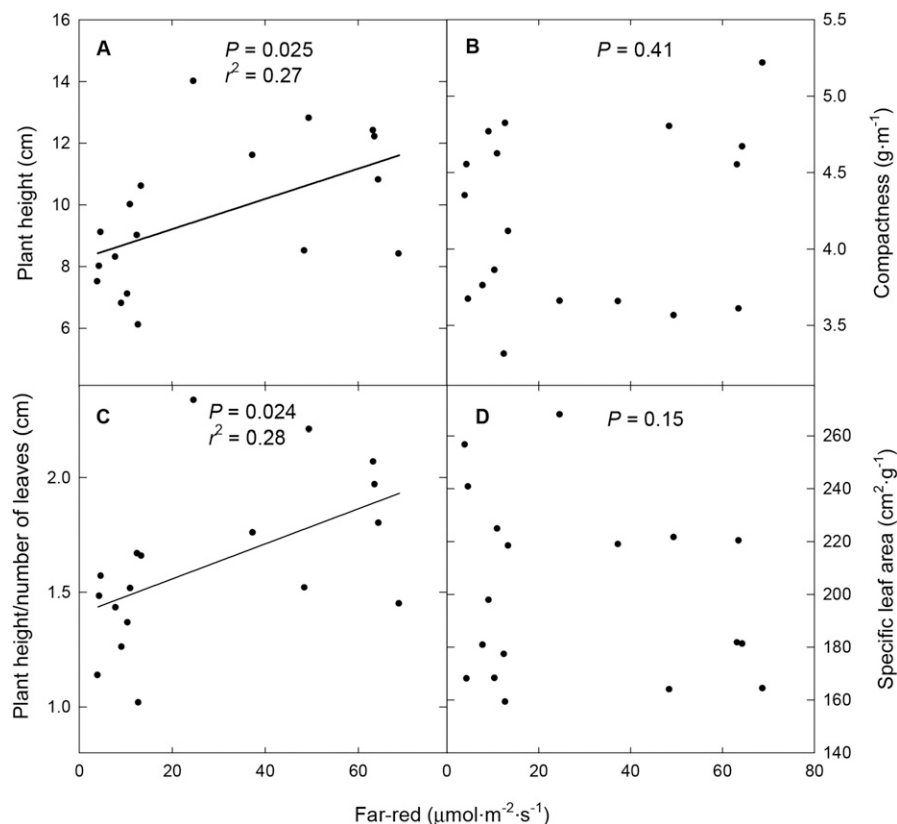 A
P = 0.025
r² = 0.27
16
14
12
10
8
6
Plant height (cm)
B
P = 0.41
5.5
5.0
4.5
4.0
3.5
Compactness (g·m⁻¹)
C
P = 0.024
r² = 0.28
2.0
1.5
1.0
Plant height/number of leaves (cm)
D
P = 0.15
260
240
220
200
180
160
140
Specific leaf area (cm²·g⁻¹)
0 20 40 60 80 0 20 40 60 80
Far-red (μmol·m⁻²·s⁻¹)